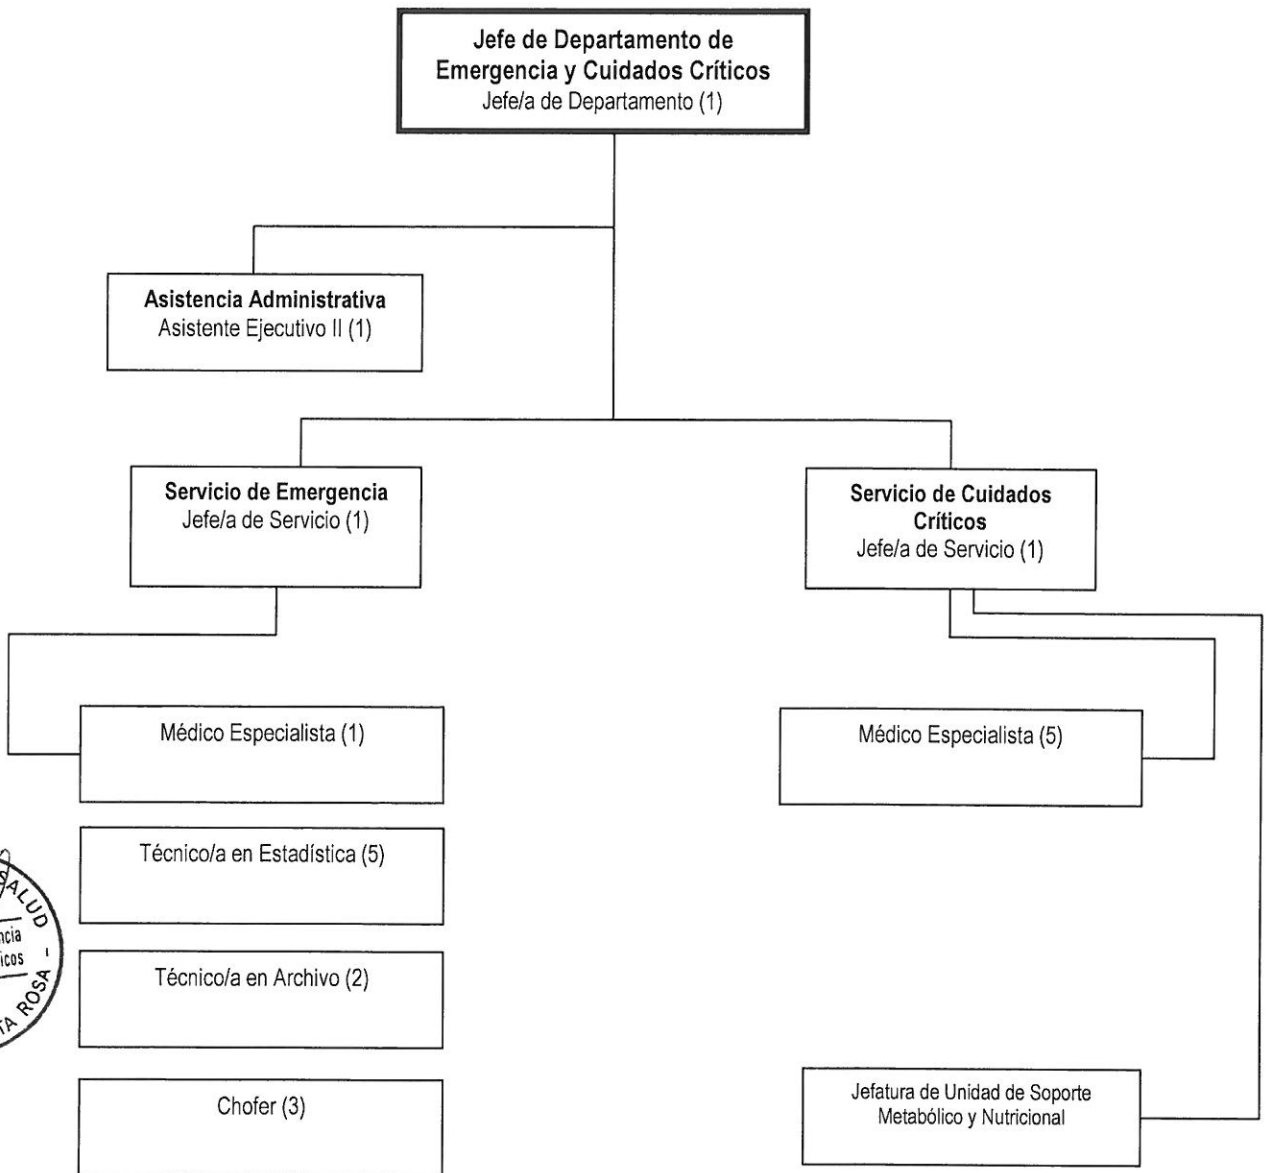 Jefe de Departamento de
Emergencia y Cuidados Críticos
Jefe/a de Departamento (1)
Asistencia Administrativa
Asistente Ejecutivo II (1)
Servicio de Emergencia
Jefe/a de Servicio (1)
Servicio de Cuidados
Críticos
Jefe/a de Servicio (1)
Médico Especialista (1)
Médico Especialista (5)
Técnico/a en Estadística (5)
SALUD -
Técnico/a en Archivo (2)
ROSA -
Chofer (3)
Jefatura de Unidad de Soporte
Metabólico y Nutricional